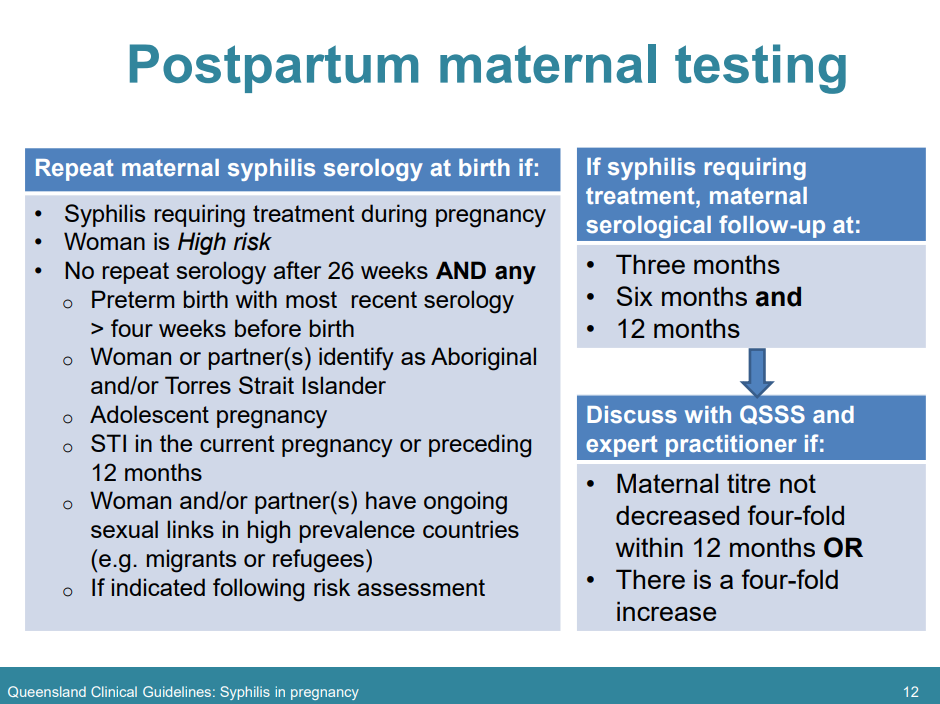 Postpartum maternal testing
Repeat maternal syphilis serology at birth if:
• Syphilis requiring treatment during pregnancy
• Woman is High risk
• No repeat serology after 26 weeks AND any
o Preterm birth with most recent serology
> four weeks before birth
o Woman or partner(s) identify as Aboriginal
and/or Torres Strait Islander
o Adolescent pregnancy
o STI in the current pregnancy or preceding
12 months
o Woman and/or partner(s) have ongoing
sexual links in high prevalence countries
(e.g. migrants or refugees)
o If indicated following risk assessment
If syphilis requiring
treatment, maternal
serological follow-up at:
• Three months
• Six months and
• 12 months
Discuss with QSSS and
expert practitioner if:
• Maternal titre not
decreased four-fold
within 12 months OR
• There is a four-fold
increase
Queensland Clinical Guidelines: Syphilis in pregnancy
12